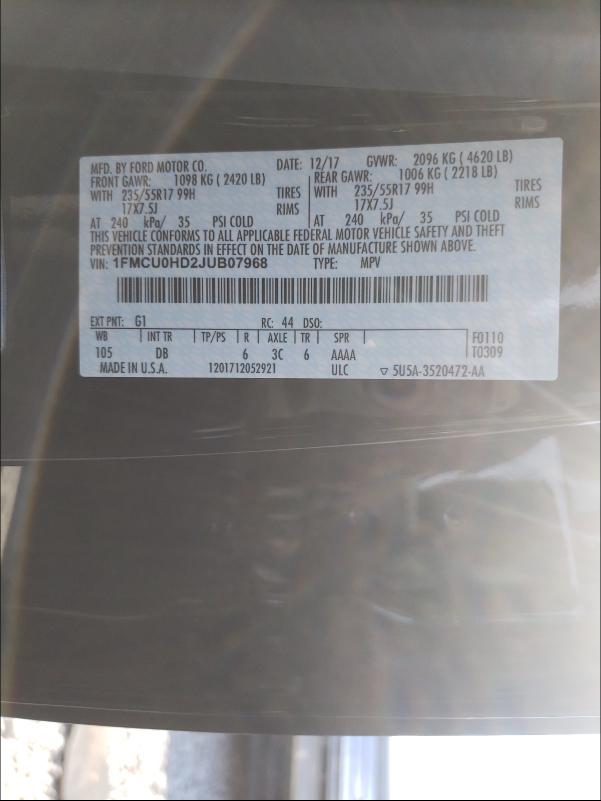 MFD. BY FORD MOTOR CO. DATE: 12/17 GVWR: 2096 KG ( 4620 LB)
FRONT GAWR: 1098 KG ( 2420 LB) REAR GAWR: 1006 KG ( 2218 LB)
WITH 235/55R17 99H TIRES WITH 235/55R17 99H TIRES
17X7.5J RIMS 17X7.5J RIMS
AT 240 kPa/ 35 PSI COLD AT 240 kPa/ 35 PSI COLD
THIS VEHICLE CONFORMS TO ALL APPLICABLE FEDERAL MOTOR VEHICLE SAFETY AND THEFT
PREVENTION STANDARDS IN EFFECT ON THE DATE OF MANUFACTURE SHOWN ABOVE.
VIN: 1FMCU0HD2JUB07968 TYPE: MPV
EXT PNT: G1 RC: 44 DSO:
WB INT TR TP/PS R AXLE TR SPR F0110
105 DB 6 3C 6 AAAA T0309
MADE IN U.S.A. 1201712052921 ULC ▽ 5U5A-3520472-AA